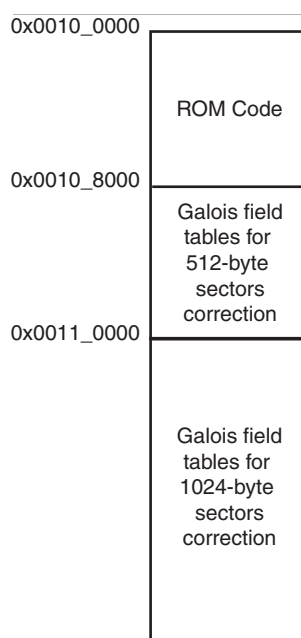 0x0010_0000
ROM Code
0x0010_8000
Galois field
tables for
512-byte
sectors
correction
0x0011_0000
Galois field
tables for
1024-byte
sectors
correction